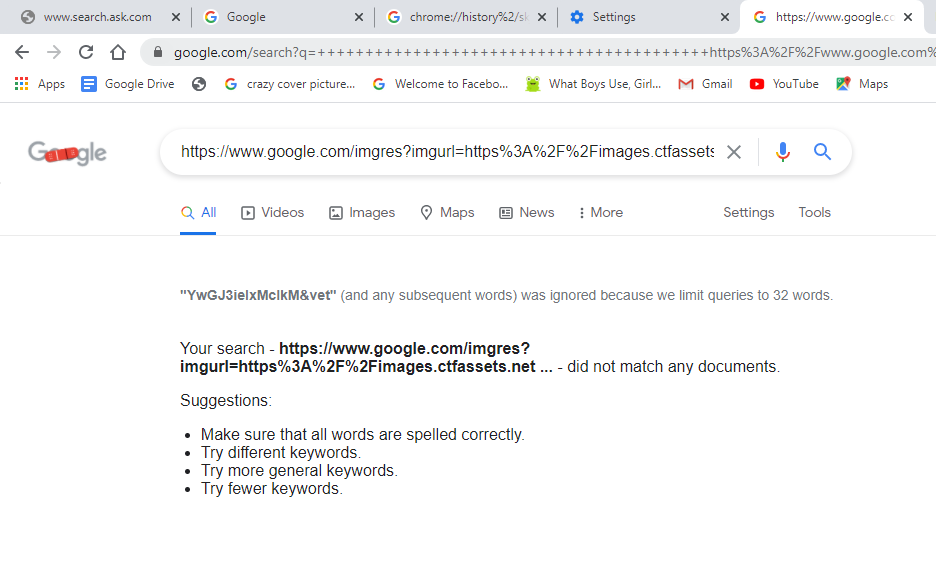 www.search.ask.com
Google
chrome://history%2/sk
Settings
https://www.google.co
google.com/search?q=++++++++++++++++++++++++++++++++++++++++++https%3A%2F%2Fwww.google.com%
Apps
Google Drive
crazy cover picture...
Welcome to Facebo...
What Boys Use, Girl...
Gmail
YouTube
Maps
Google
https://www.google.com/imgres?imgurl=https%3A%2F%2Fimages.ctfassets
All
Videos
Images
Maps
News
More
Settings
Tools
"YwGJ3ielxMclkM&vet" (and any subsequent words) was ignored because we limit queries to 32 words.
Your search - https://www.google.com/imgres?
imgurl=https%3A%2F%2Fimages.ctfassets.net ... - did not match any documents.
Suggestions:
Make sure that all words are spelled correctly.
Try different keywords.
Try more general keywords.
Try fewer keywords.